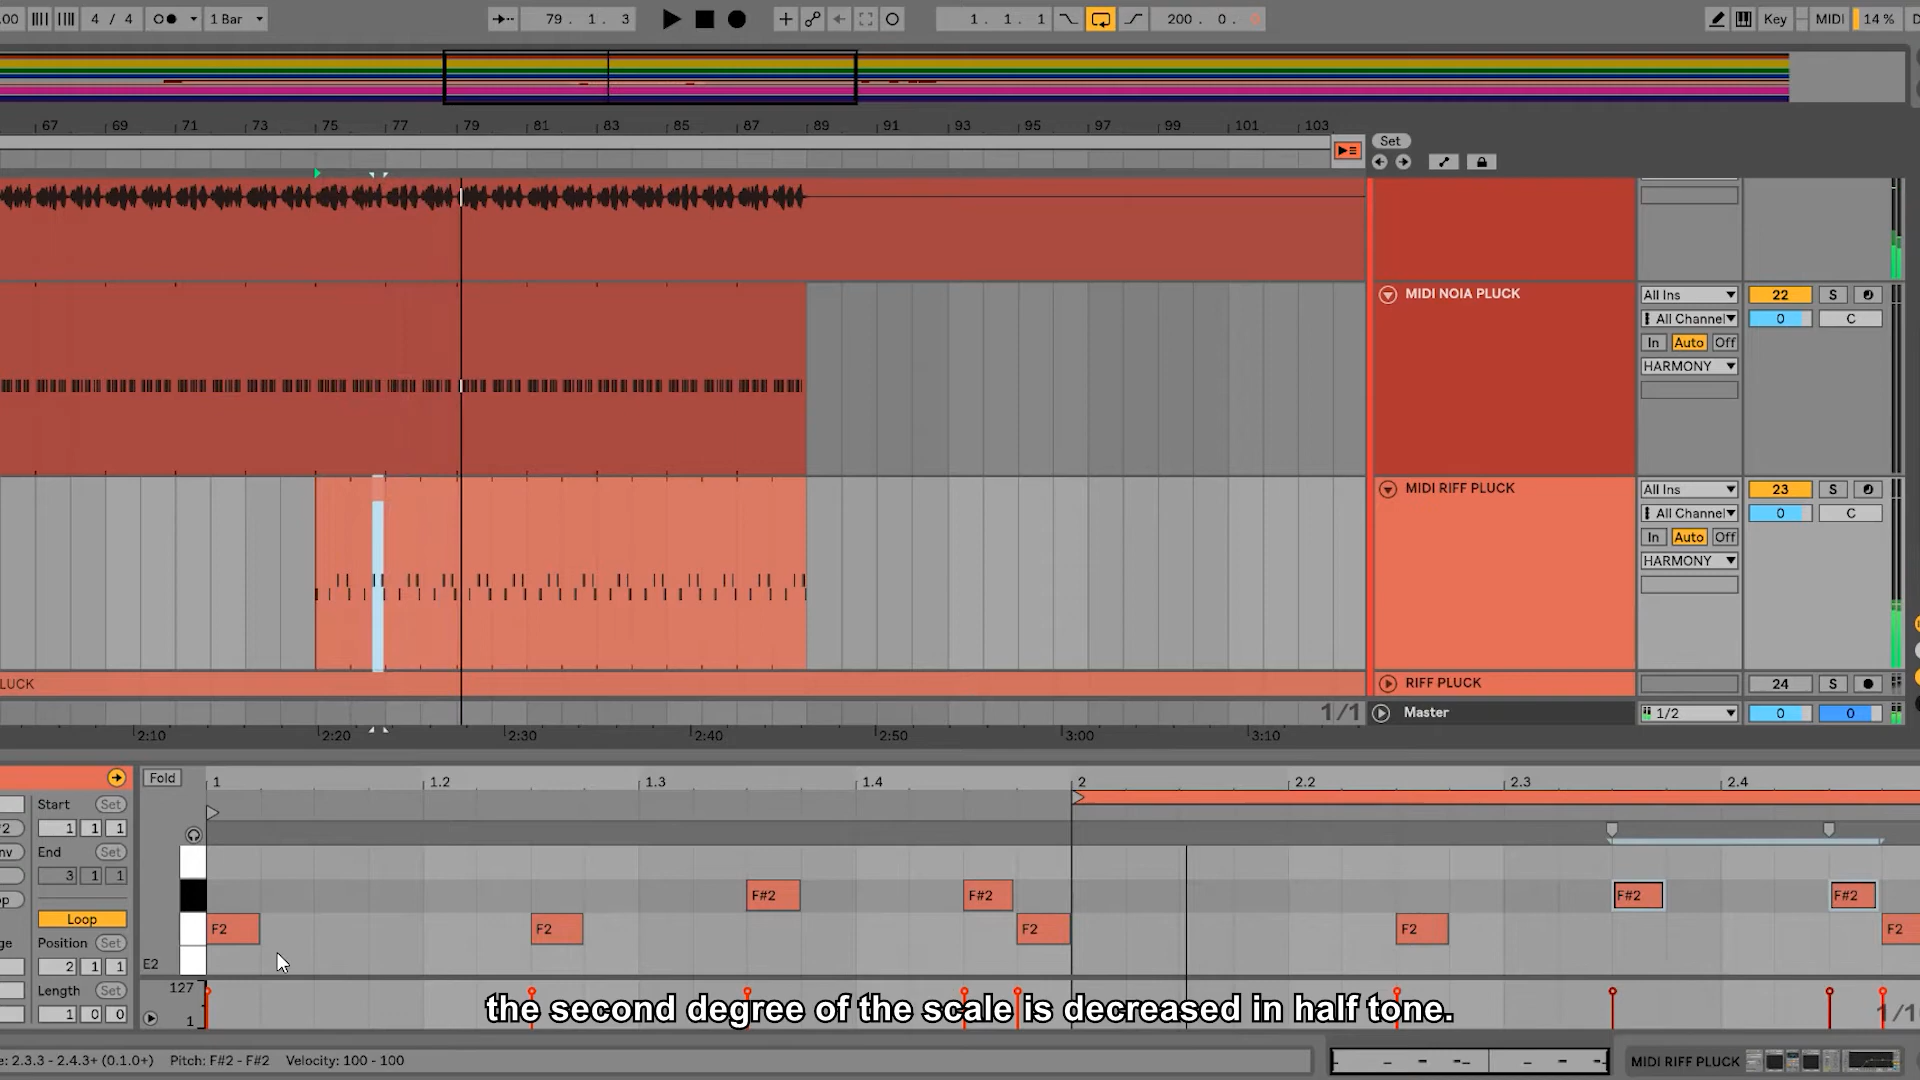 .00 4 / 4 1 Bar 79 . 1 . 3 1 . 1 . 1 200 . 0 . Key MIDI 14 %
67 69 71 73 75 77 79 81 83 85 87 89 91 93 95 97 99 101 103
Set
MIDI NOIA PLUCK All Ins 22 S
All Channel 0 C
In Auto Off
HARMONY
MIDI RIFF PLUCK All Ins 23 S
All Channel 0 C
In Auto Off
HARMONY
LUCK RIFF PLUCK 24 S
1/1 Master 1/2 0 0
2:10 2:20 2:30 2:40 2:50 3:00 3:10
Fold 1 1.2 1.3 1.4 2 2.2 2.3 2.4
Start Set
1 1 1
End Set
3 1 1
F#2 F#2 F#2 F#2
Loop
F2 F2 F2 F2 F2
Position Set
2 1 1 E2
Length Set 127
1 0 0 1
the second degree of the scale is decreased in half tone.
e: 2.3.3 - 2.4.3+ (0.1.0+) Pitch: F#2 - F#2 Velocity: 100 - 100 MIDI RIFF PLUCK